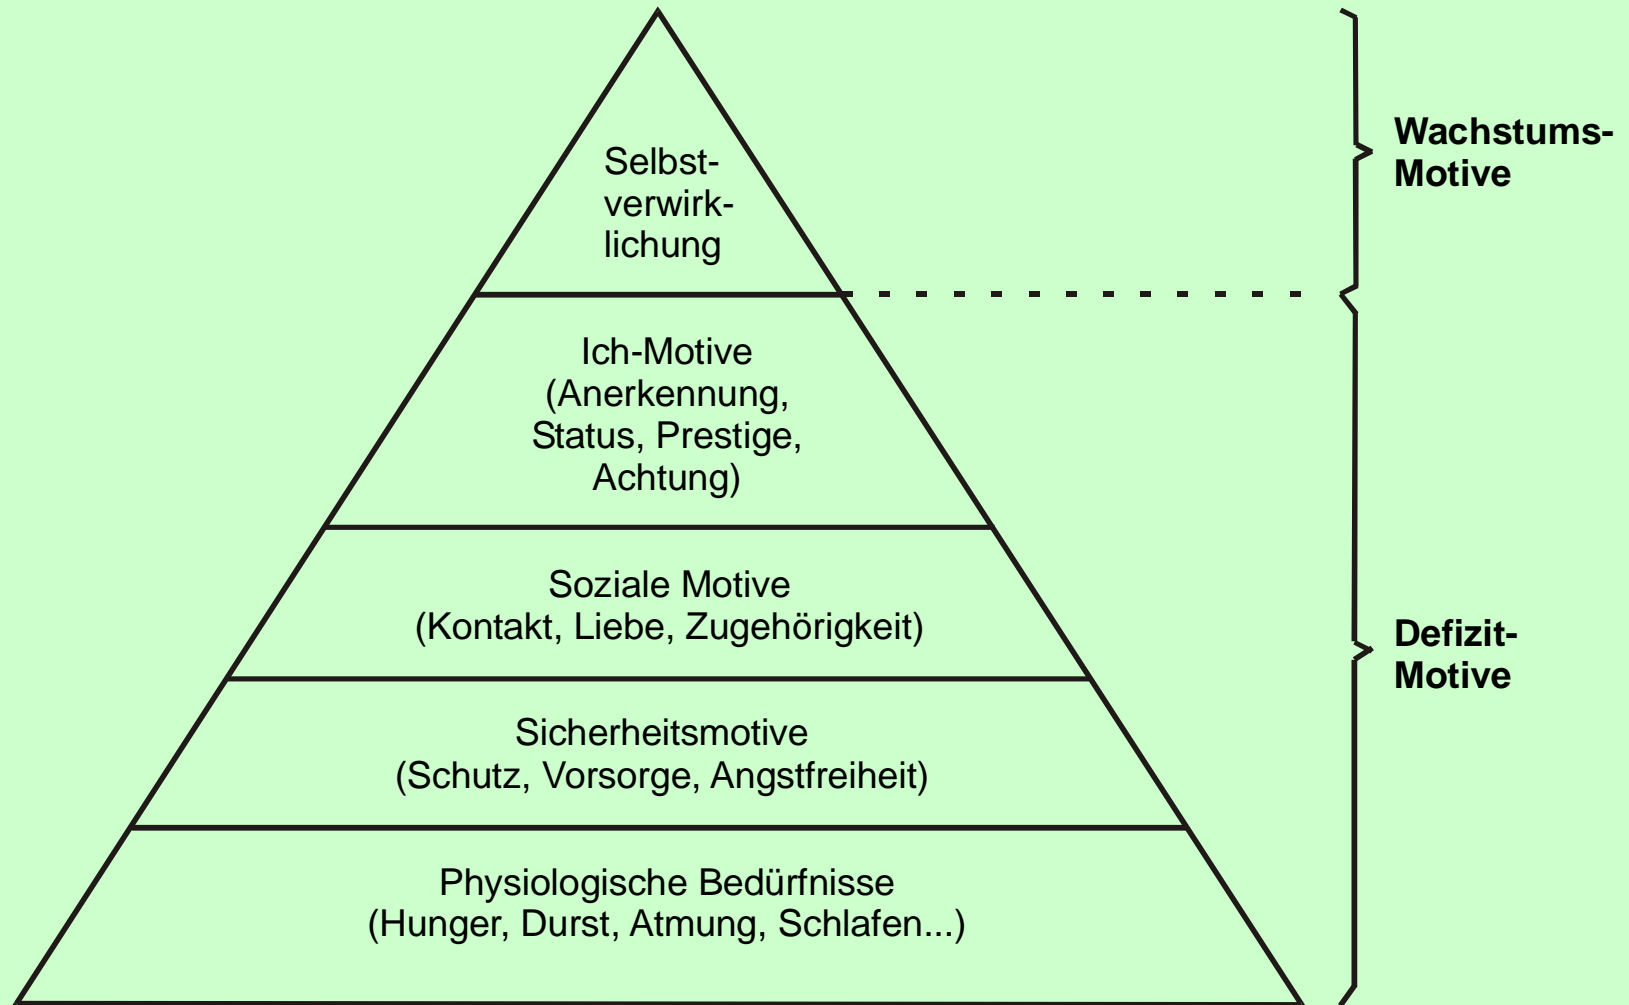 Selbst-
verwirk-
lichung
Wachstums-
Motive
Ich-Motive
(Anerkennung,
Status, Prestige,
Achtung)
Soziale Motive
(Kontakt, Liebe, Zugehörigkeit)
Defizit-
Motive
Sicherheitsmotive
(Schutz, Vorsorge, Angstfreiheit)
Physiologische Bedürfnisse
(Hunger, Durst, Atmung, Schlafen...)